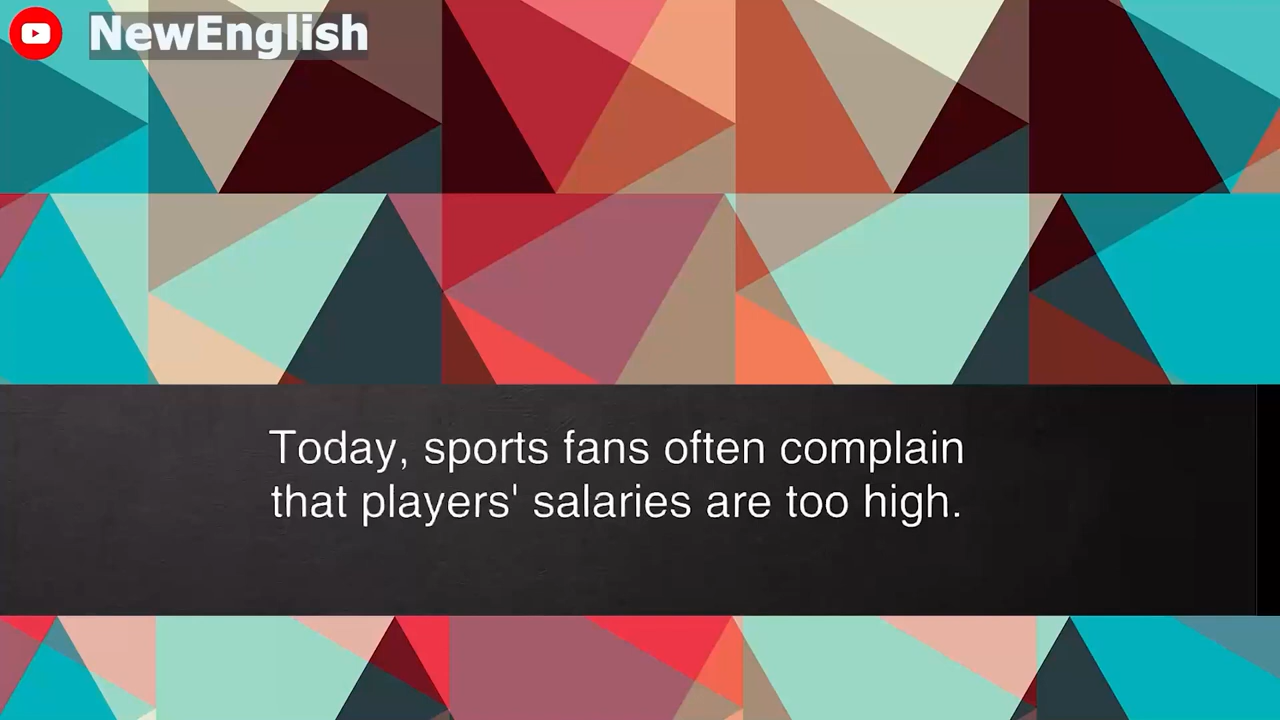 NewEnglish
Today, sports fans often complain
that players' salaries are too high.